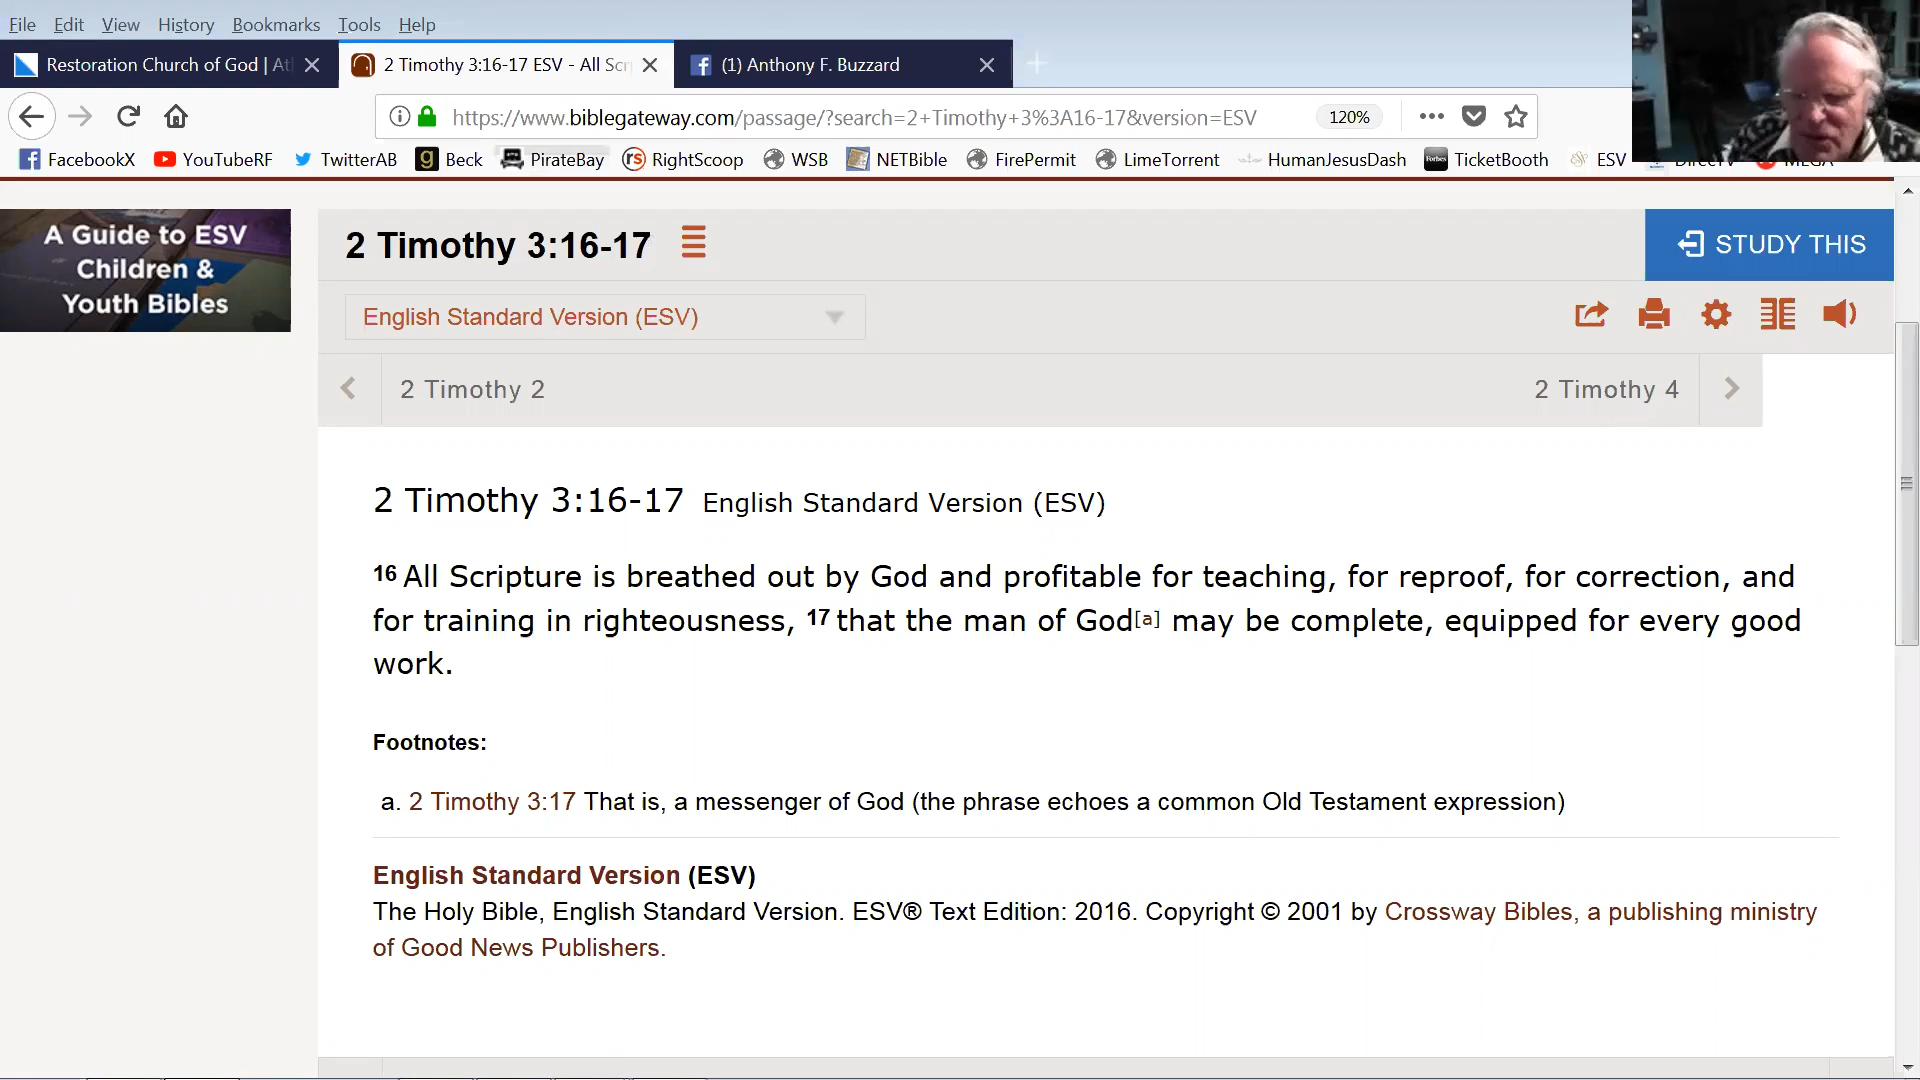 File Edit View History Bookmarks Tools Help
Restoration Church of God | At
2 Timothy 3:16-17 ESV - All Scr
(1) Anthony F. Buzzard
https://www.biblegateway.com/passage/?search=2+Timothy+3%3A16-17&version=ESV
120%
FacebookX YouTubeRF TwitterAB g Beck PirateBay rs RightScoop WSB NETBible FirePermit LimeTorrent HumanJesusDash Forbes TicketBooth ESV DirecTV MEGA
A Guide to ESV
Children &
Youth Bibles
2 Timothy 3:16-17
STUDY THIS
English Standard Version (ESV)
2 Timothy 2
2 Timothy 4
2 Timothy 3:16-17 English Standard Version (ESV)
16 All Scripture is breathed out by God and profitable for teaching, for reproof, for correction, and
for training in righteousness, 17 that the man of God[a] may be complete, equipped for every good
work.
Footnotes:
a. 2 Timothy 3:17 That is, a messenger of God (the phrase echoes a common Old Testament expression)
English Standard Version (ESV)
The Holy Bible, English Standard Version. ESV® Text Edition: 2016. Copyright © 2001 by Crossway Bibles, a publishing ministry
of Good News Publishers.